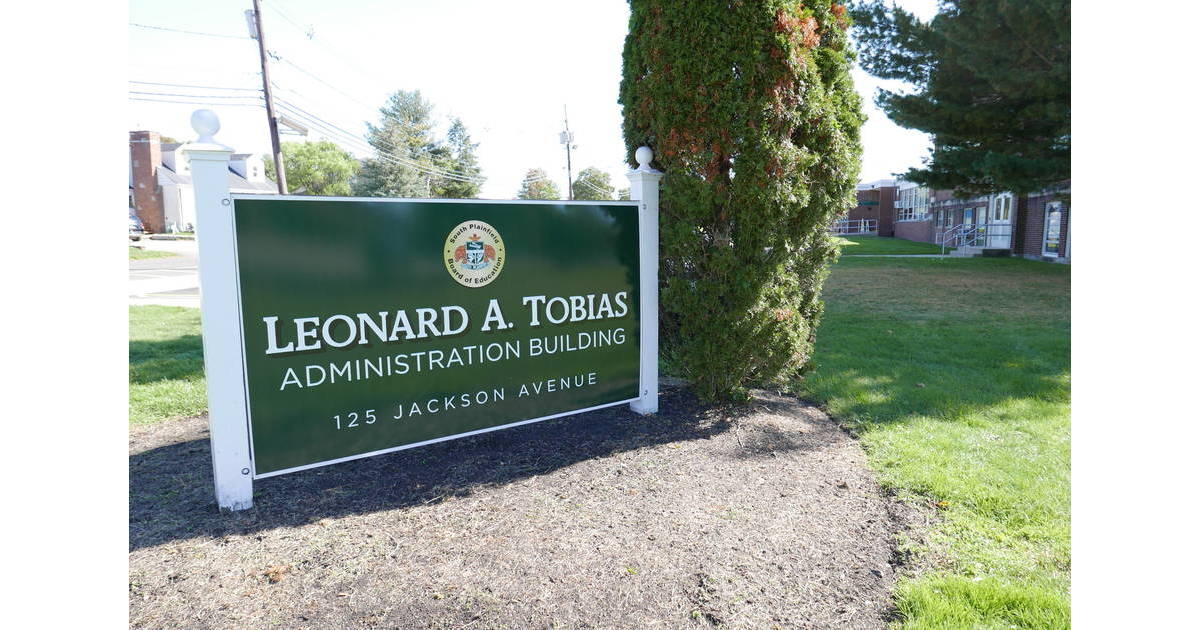 South Plainfield
Board of Education
LEONARD A. TOBIAS
ADMINISTRATION BUILDING
125 JACKSON AVENUE